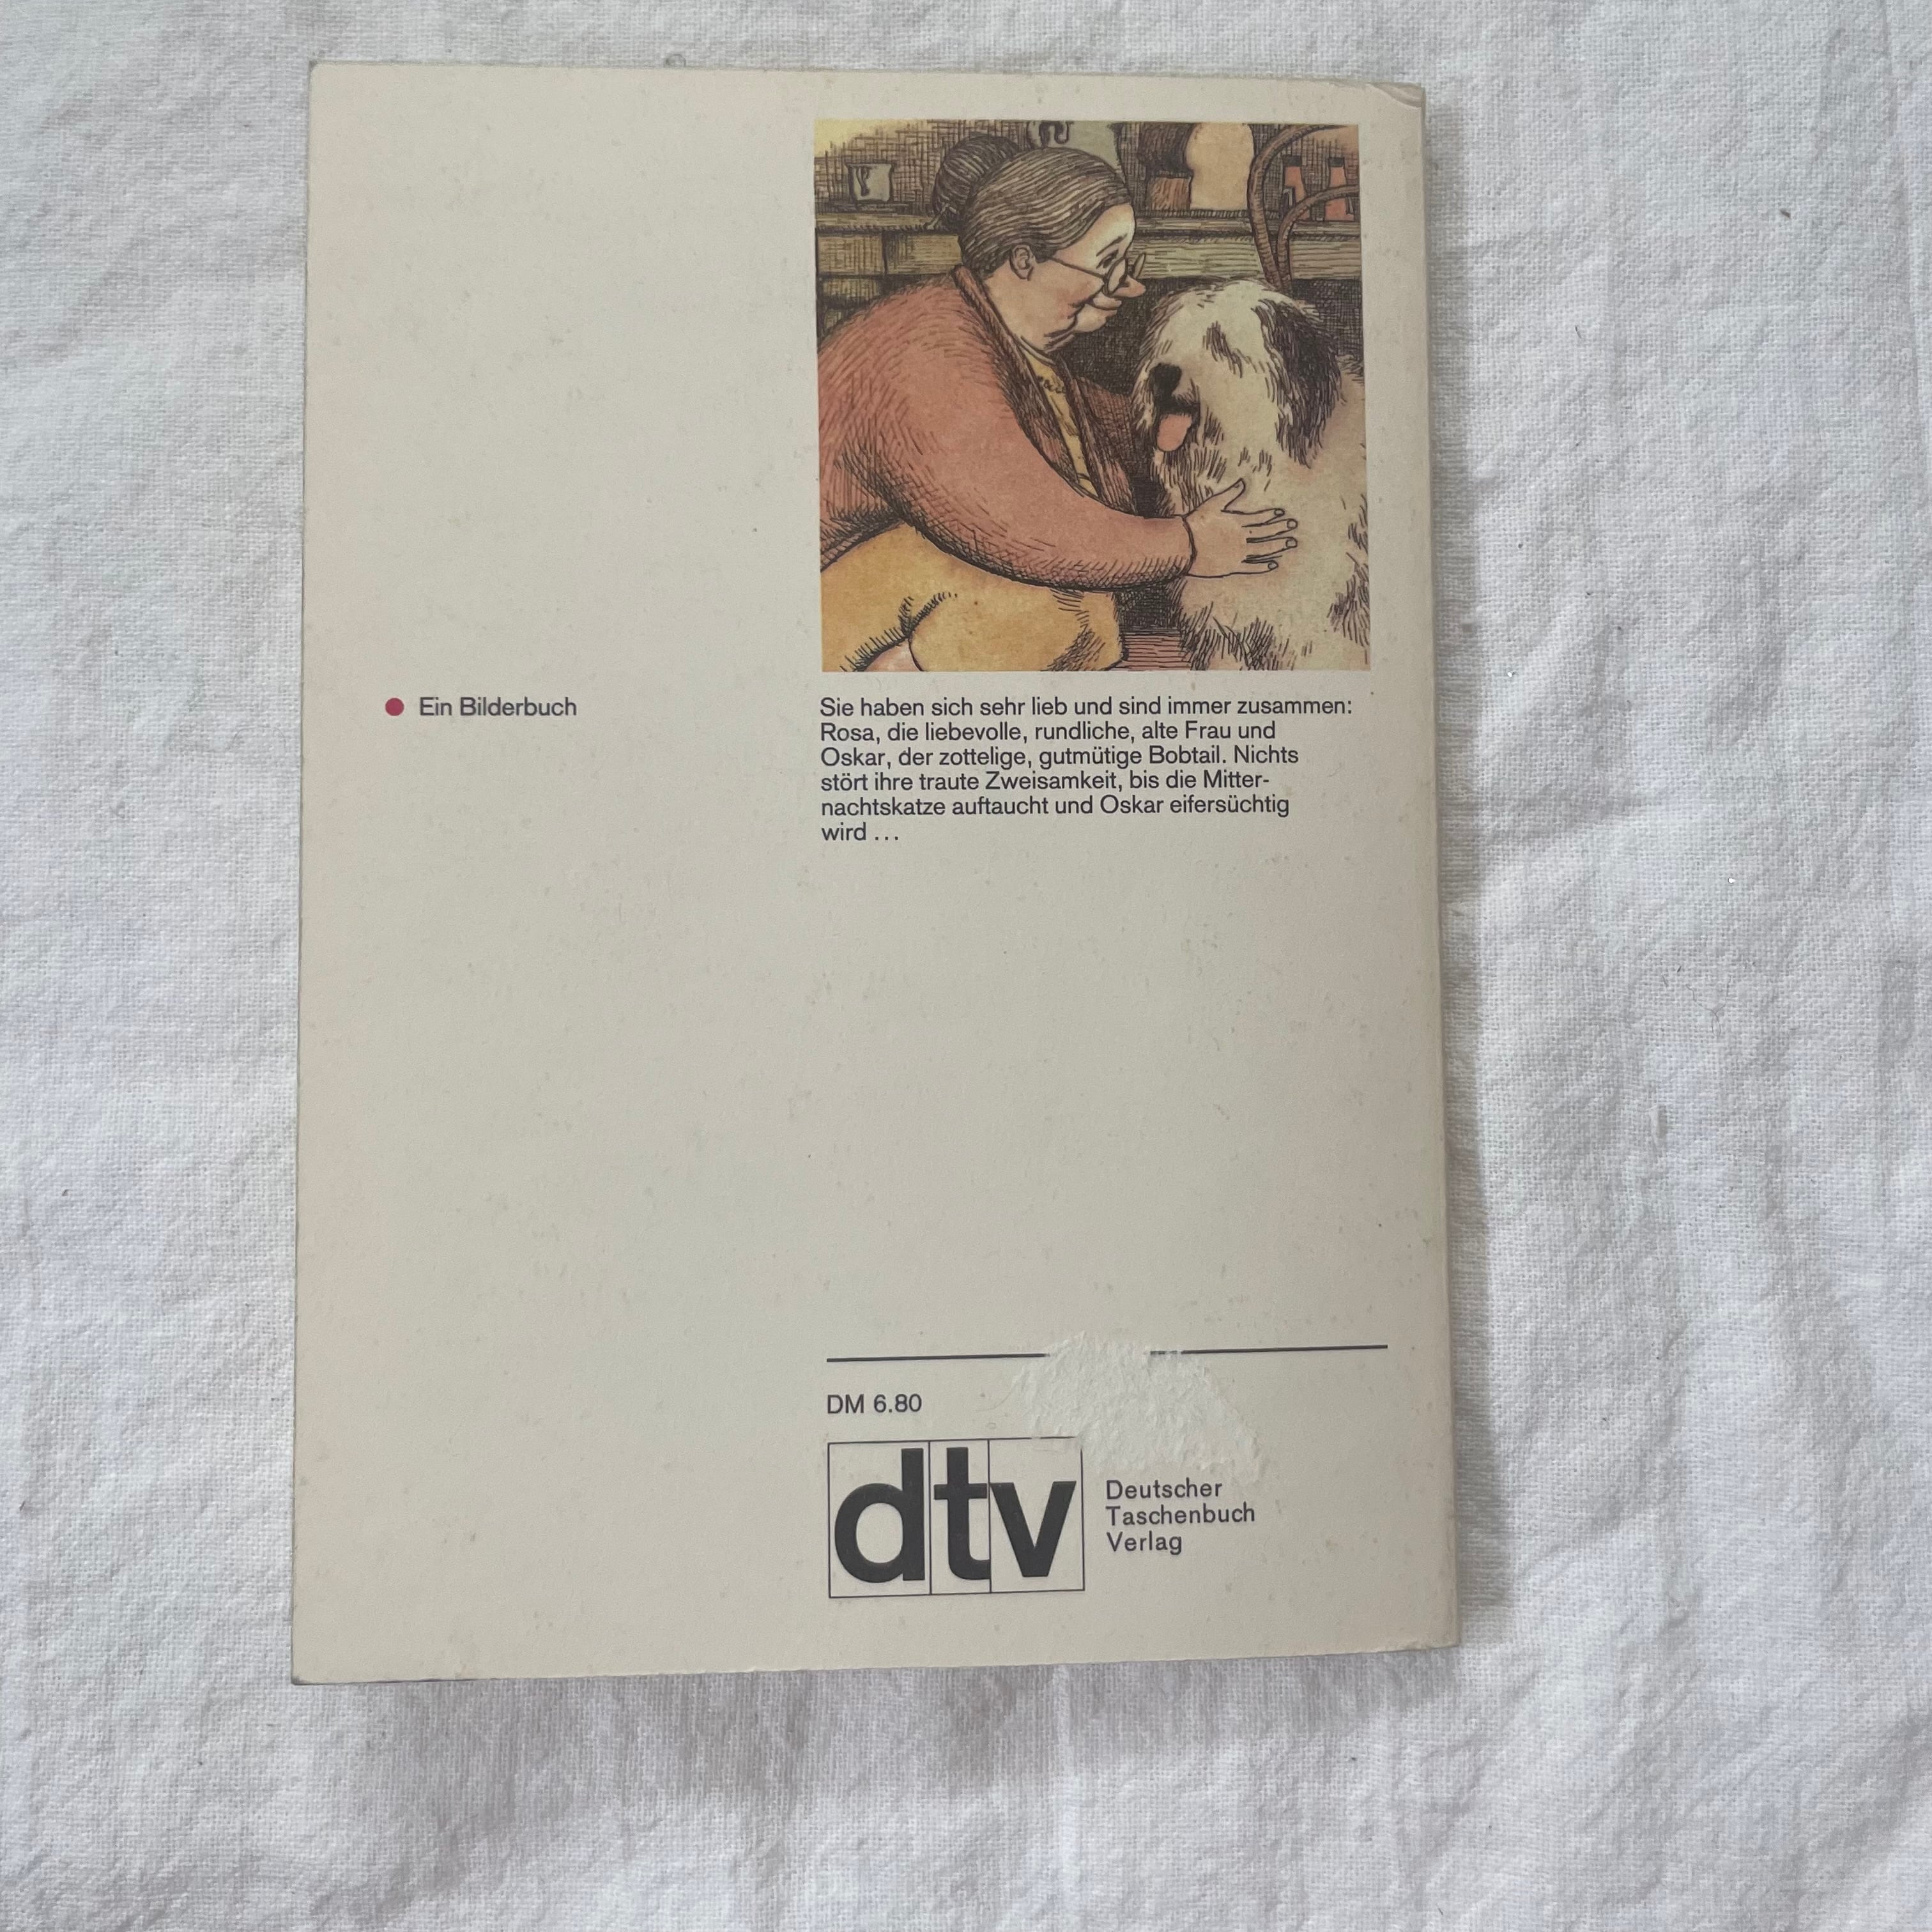 ● Ein Bilderbuch
Sie haben sich sehr lieb und sind immer zusammen:
Rosa, die liebevolle, rundliche, alte Frau und
Oskar, der zottelige, gutmütige Bobtail. Nichts
stört ihre traute Zweisamkeit, bis die Mitter-
nachtskatze auftaucht und Oskar eifersüchtig
wird ...
DM 6.80
dtv
Deutscher
Taschenbuch
Verlag